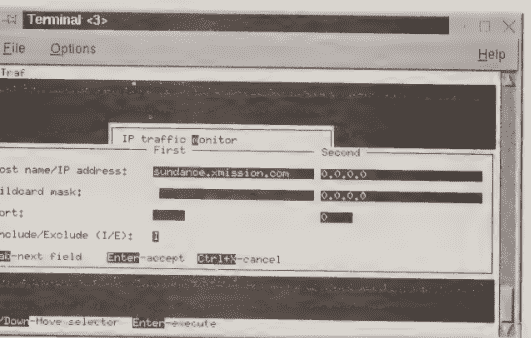 Terminal <3>
File Options Help
Traf
IP traffic monitor
First Second
ost name/IP address: sundance.xmission.com 0.0.0.0
ildcard mask: 0.0.0.0
ort: 0
nclude/Exclude (I/E): I
ab-next field Enter-accept Ctrl+X-cancel
/Down-Move selector Enter-execute